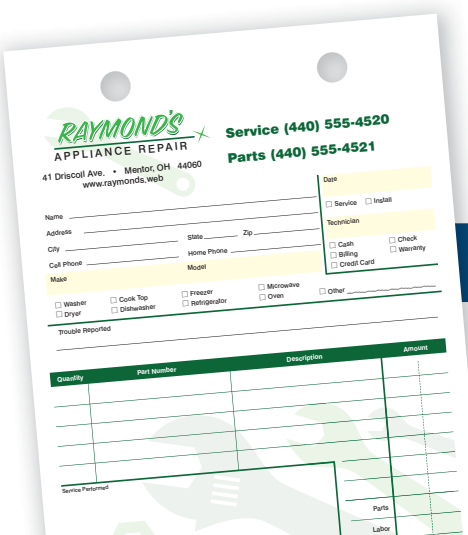 RAYMOND'S
APPLIANCE REPAIR
41 Driscoll Ave. • Mentor, OH 44060
www.raymonds.web
Service (440) 555-4520
Parts (440) 555-4521
Date
Service Install
Technician
Cash Check
Billing Warranty
Credit Card
Name
Address
City State Zip
Cell Phone Home Phone
Make Model
Washer Cook Top Freezer Microwave Other
Dryer Dishwasher Refrigerator Oven
Trouble Reported
Quantity Part Number Description Amount
Service Performed
Parts
Labor